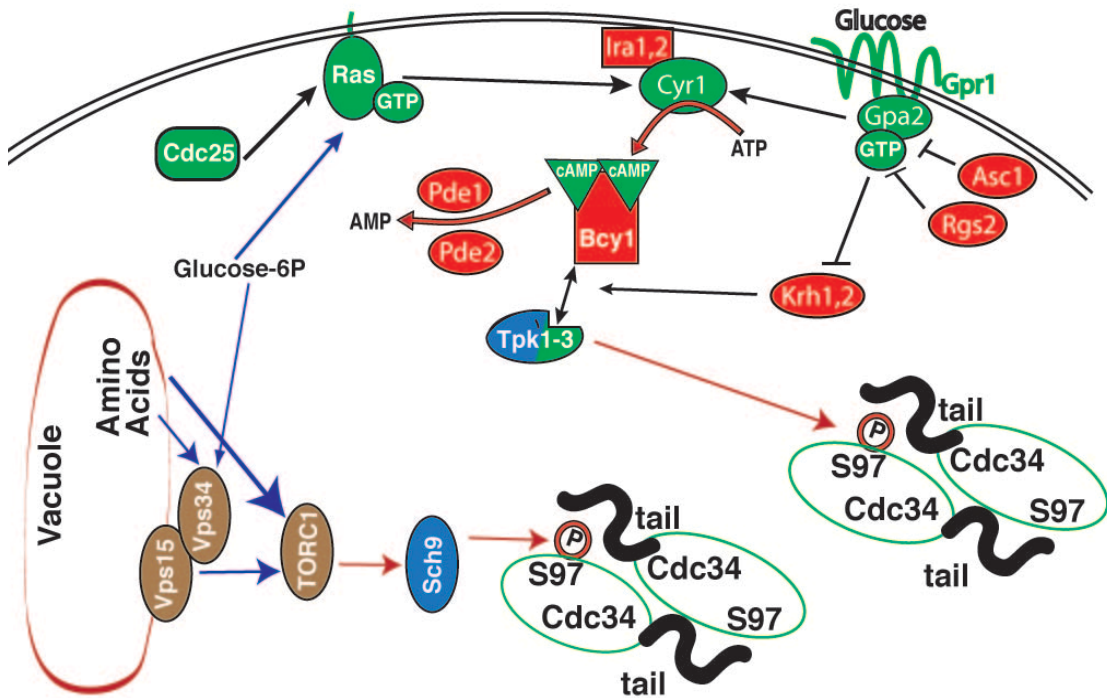 Glucose
Ira1,2
Ras
Cyr1
Gpr1
GTP
Gpa2
Cdc25
ATP
GTP
cAMP
cAMP
Asc1
Pde1
AMP
Rgs2
Bcy1
Pde2
Glucose-6P
Krh1,2
Tpk1-3
Amino
Acids
Vacuole
tail
P
S97
Cdc34
Cdc34
S97
tail
Vps34
Vps15
TORC1
Sch9
tail
P
S97
Cdc34
Cdc34
S97
tail